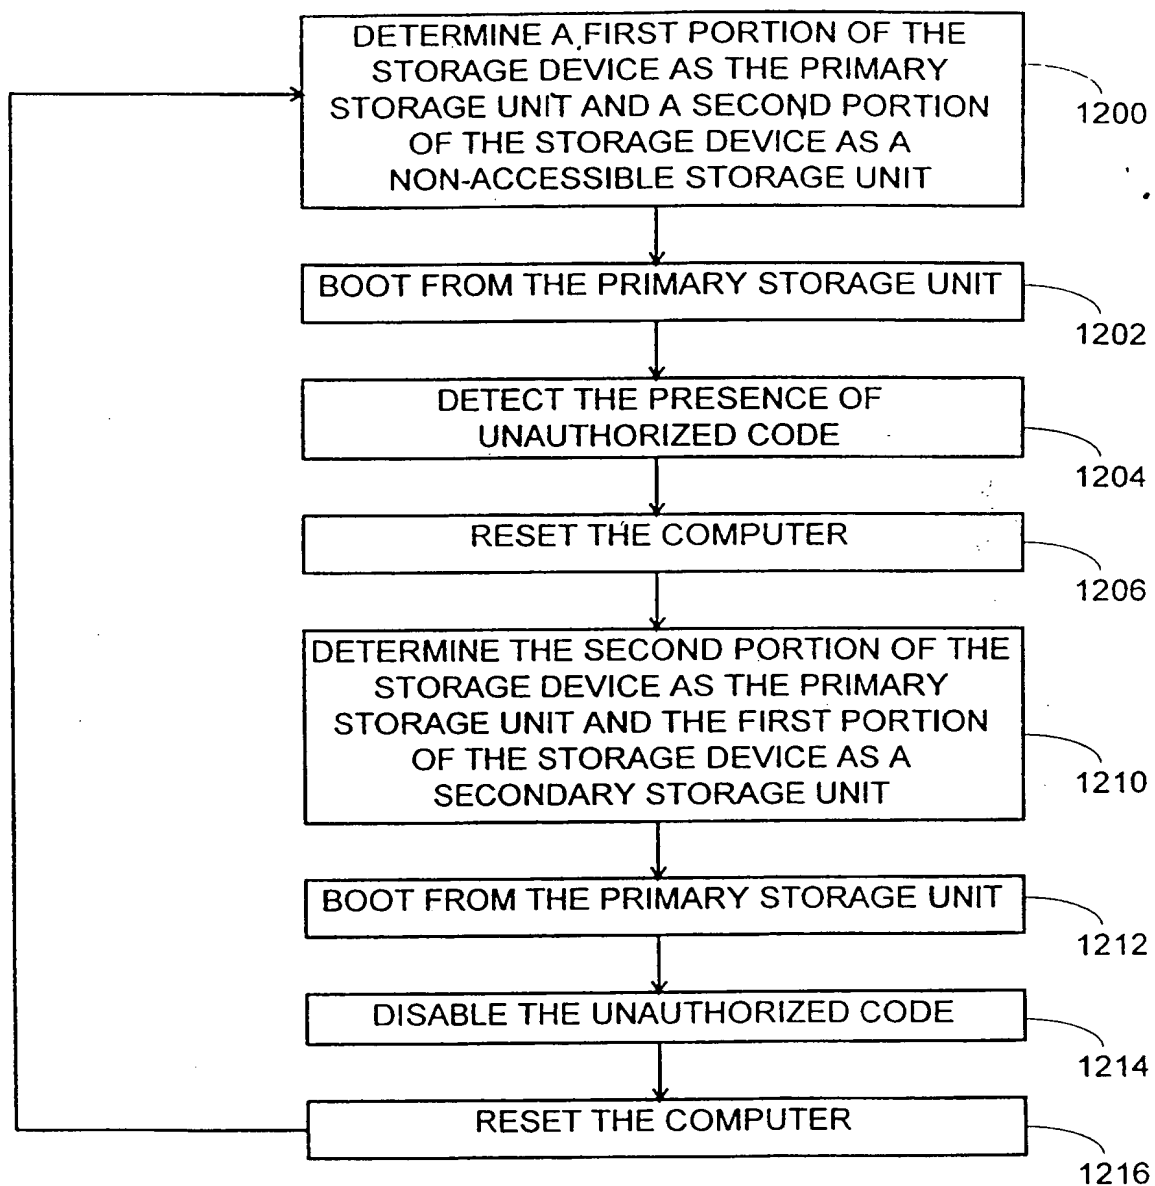 DETERMINE A FIRST PORTION OF THE
STORAGE DEVICE AS THE PRIMARY
STORAGE UNIT AND A SECOND PORTION
OF THE STORAGE DEVICE AS A
NON-ACCESSIBLE STORAGE UNIT
1200
BOOT FROM THE PRIMARY STORAGE UNIT
1202
DETECT THE PRESENCE OF
UNAUTHORIZED CODE
1204
RESET THE COMPUTER
1206
DETERMINE THE SECOND PORTION OF THE
STORAGE DEVICE AS THE PRIMARY
STORAGE UNIT AND THE FIRST PORTION
OF THE STORAGE DEVICE AS A
SECONDARY STORAGE UNIT
1210
BOOT FROM THE PRIMARY STORAGE UNIT
1212
DISABLE THE UNAUTHORIZED CODE
1214
RESET THE COMPUTER
1216